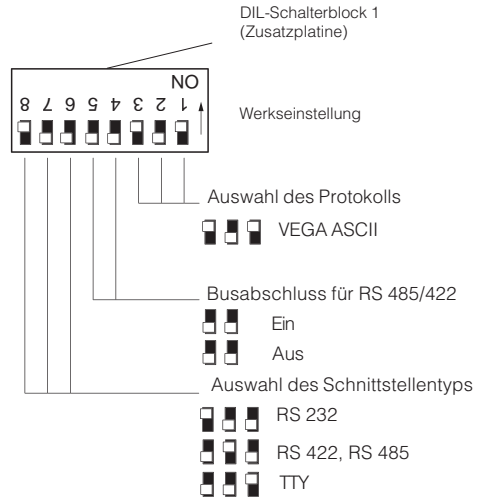 DIL-Schalterblock 1
(Zusatzplatine)
ON
8 7 6 5 4 3 2 1
Werkseinstellung
Auswahl des Protokolls
VEGA ASCII
Busabschluss für RS 485/422
Ein
Aus
Auswahl des Schnittstellentyps
RS 232
RS 422, RS 485
TTY